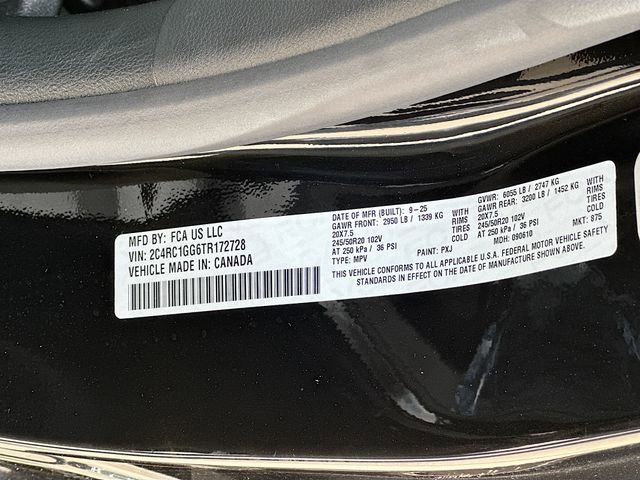 MFD BY: FCA US LLC
VIN: 2C4RC1GG6TR172728
VEHICLE MADE IN: CANADA
DATE OF MFR (BUILT): 9-25
GAWR FRONT: 2950 LB / 1339 KG WITH
20X7.5 RIMS
245/50R20 102V TIRES
AT 250 kPa / 36 PSI COLD
TYPE: MPV PAINT: PXJ
GVWR: 6055 LB / 2747 KG
GAWR REAR: 3200 LB / 1452 KG WITH
20X7.5 RIMS
245/50R20 102V TIRES
AT 250 kPa / 36 PSI COLD
MDH: 090610 MKT: 875
THIS VEHICLE CONFORMS TO ALL APPLICABLE U.S.A. FEDERAL MOTOR VEHICLE SAFETY
STANDARDS IN EFFECT ON THE DATE OF MANUFACTURE SHOWN ABOVE.